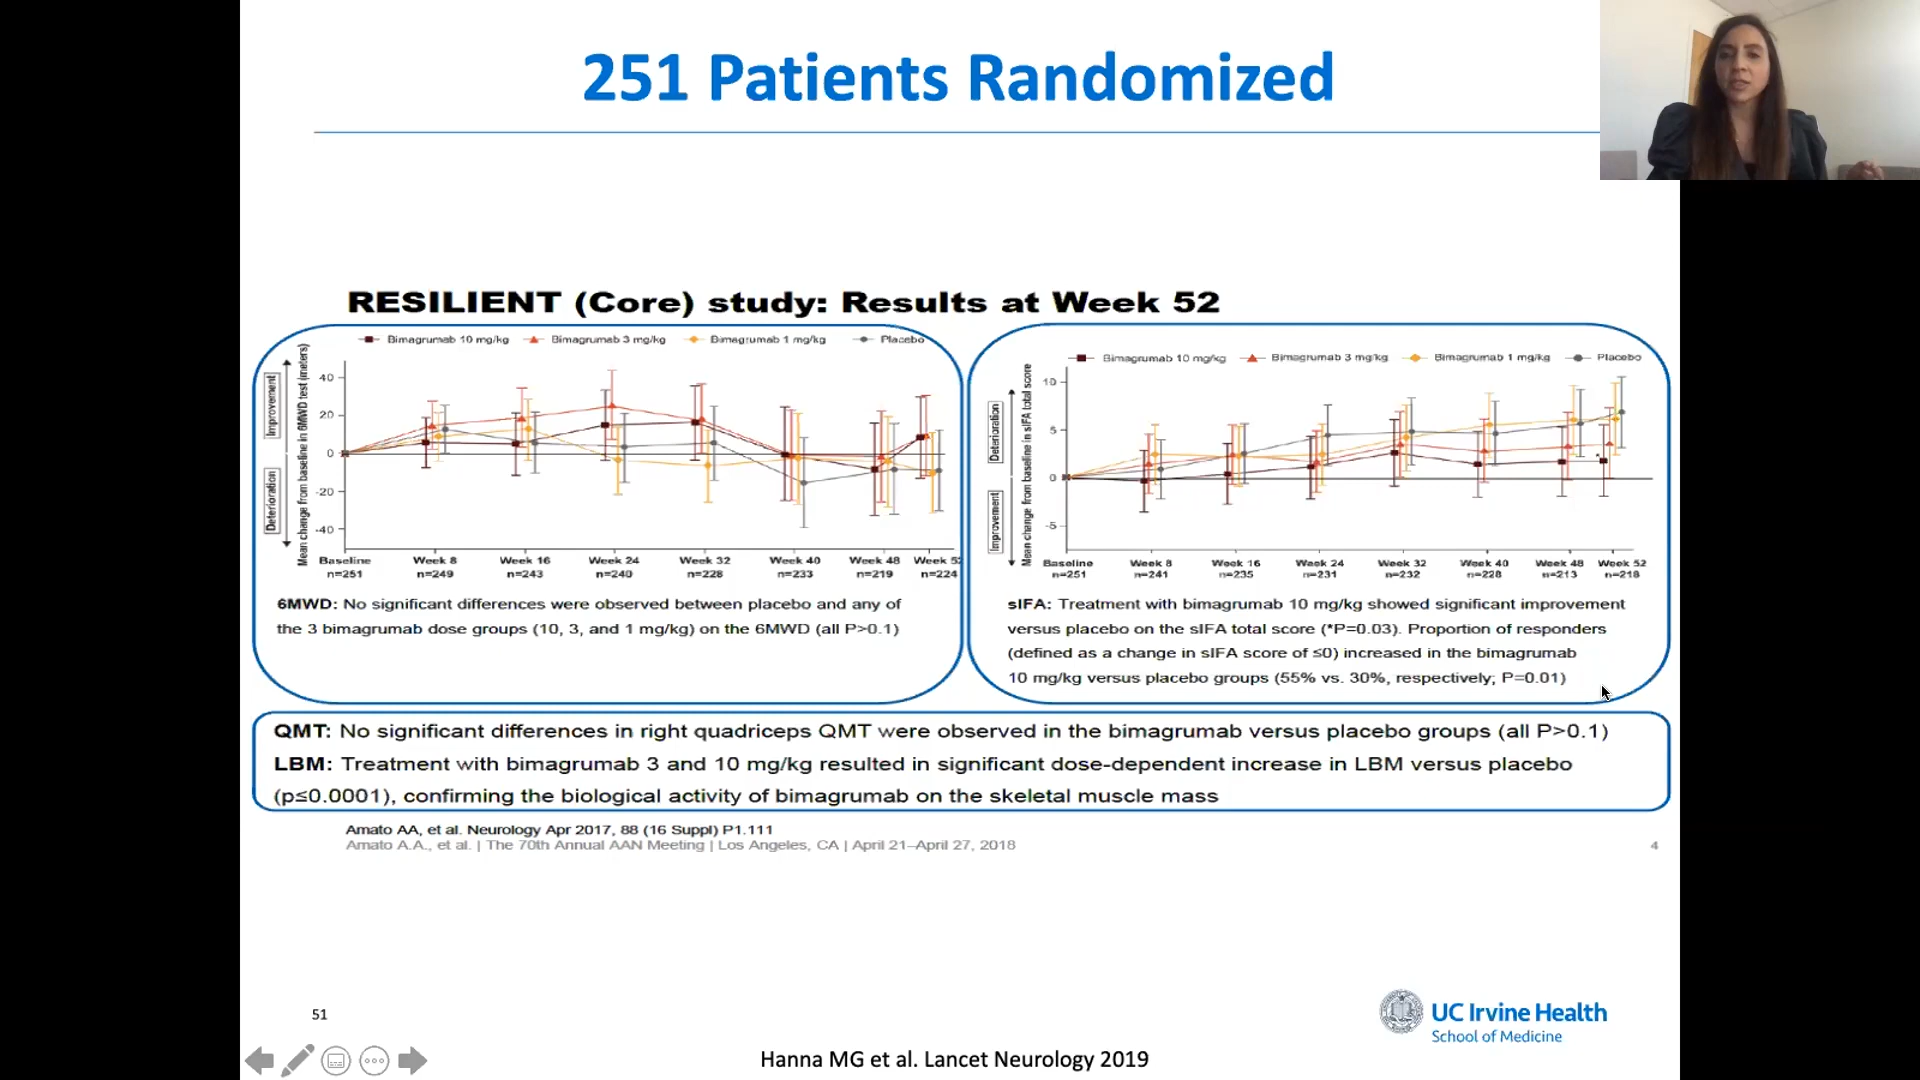 251 Patients Randomized
RESILIENT (Core) study: Results at Week 52
Bimagrumab 10 mg/kg Bimagrumab 3 mg/kg Bimagrumab 1 mg/kg Placebo
Improvement
Deterioration
Mean change from baseline in 6MWD test (meters)
40
20
0
-20
-40
Baseline Week 8 Week 16 Week 24 Week 32 Week 40 Week 48 Week 52
n=251 n=249 n=243 n=240 n=228 n=233 n=219 n=224
6MWD: No significant differences were observed between placebo and any of
the 3 bimagrumab dose groups (10, 3, and 1 mg/kg) on the 6MWD (all P>0.1)
Bimagrumab 10 mg/kg Bimagrumab 3 mg/kg Bimagrumab 1 mg/kg Placebo
Deterioration
Improvement
Mean change from baseline in sIFA total score
10
5
0
-5
*
Baseline Week 8 Week 16 Week 24 Week 32 Week 40 Week 48 Week 52
n=251 n=241 n=235 n=231 n=232 n=228 n=213 n=218
sIFA: Treatment with bimagrumab 10 mg/kg showed significant improvement
versus placebo on the sIFA total score (*P=0.03). Proportion of responders
(defined as a change in sIFA score of ≤0) increased in the bimagrumab
10 mg/kg versus placebo groups (55% vs. 30%, respectively; P=0.01)
QMT: No significant differences in right quadriceps QMT were observed in the bimagrumab versus placebo groups (all P>0.1)
LBM: Treatment with bimagrumab 3 and 10 mg/kg resulted in significant dose-dependent increase in LBM versus placebo
(p≤0.0001), confirming the biological activity of bimagrumab on the skeletal muscle mass
Amato AA, et al. Neurology Apr 2017, 88 (16 Suppl) P1.111
Amato A.A., et al. | The 70th Annual AAN Meeting | Los Angeles, CA | April 21–April 27, 2018
4
51
UC Irvine Health
School of Medicine
Hanna MG et al. Lancet Neurology 2019